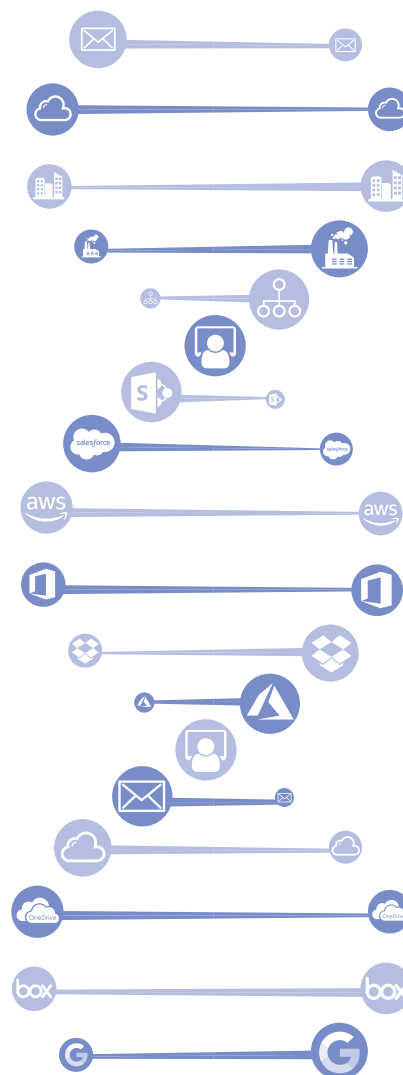 S
S
salesforce
salesforce
aws
aws
OneDrive
OneDrive
box
box
G
G